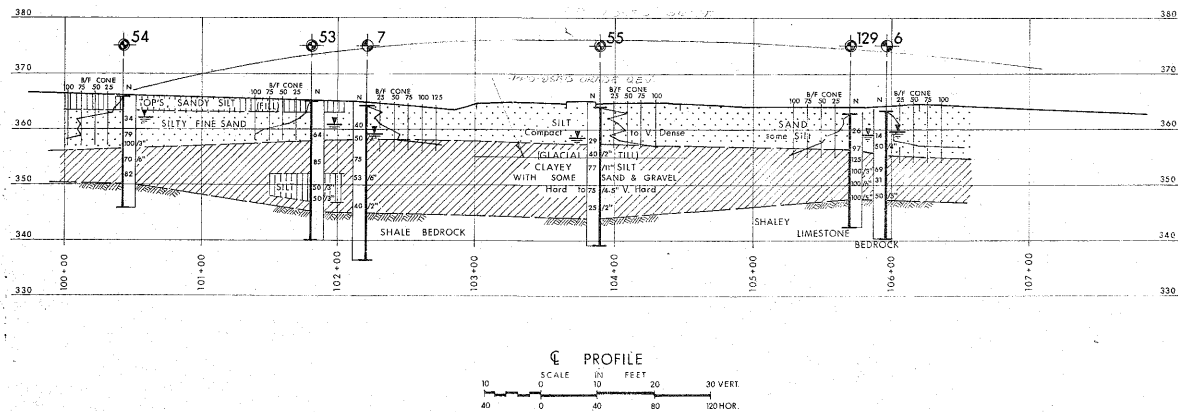 380 380
54 53 7 55 129 6
370 370
B/F CONE N B/F CONE N N B/F CONE N B/F CONE B/F CONE N N B/F CONE
100 75 50 25 100 75 50 25 25 50 75 100 125 25 50 75 100 100 75 50 25 25 50 75 100
TOP'S. SANDY SILT (FILL)
SILTY FINE SAND
SILT
Compact to V. Dense
SAND
some Silt
360 360
34
79
100/3"
70/6"
82
64
85
50/3"
50/3"
40
50
75
53/6"
40/2"
29
40/2"
77/11"
75/4.5"
25/2"
26
97
125
100/3"
100/6"
100/5"
14
50/4"
69
31
50/3"
(GLACIAL TILL)
CLAYEY SILT
WITH SOME SAND & GRAVEL
Hard to V. Hard
SILT
350 350
340 340
SHALE BEDROCK
SHALEY
LIMESTONE
BEDROCK
330 330
100+00 101+00 102+00 103+00 104+00 105+00 106+00 107+00
℄ PROFILE
SCALE IN FEET
10 0 10 20 30 VERT.
40 0 40 80 120 HOR.